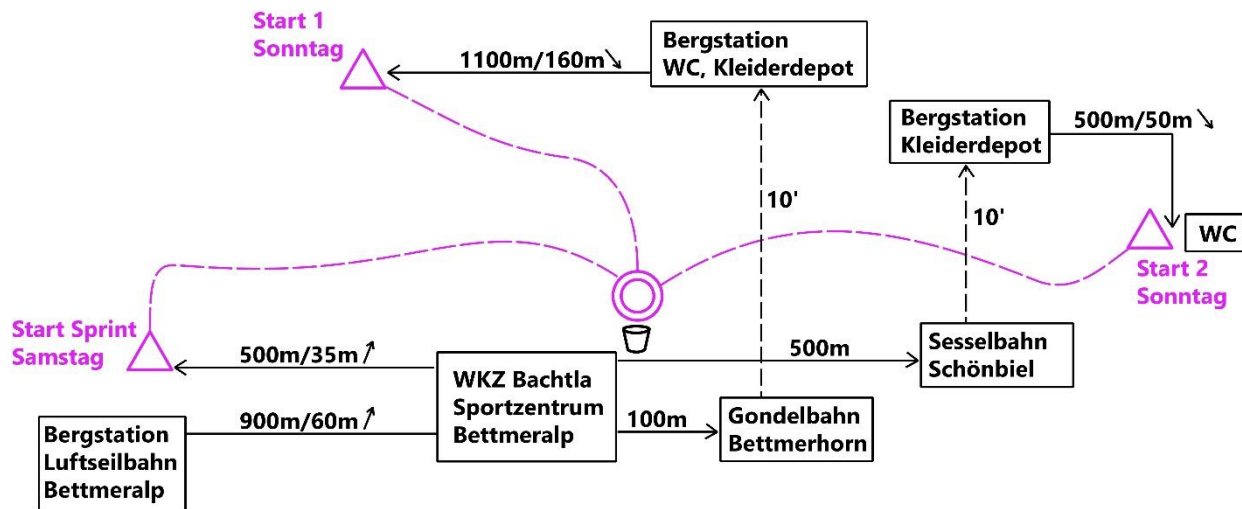 Start 1
Sonntag
1100m/160m↘
Bergstation
WC, Kleiderdepot
Bergstation
Kleiderdepot
500m/50m↘
10'
10'
WC
Start 2
Sonntag
Start Sprint
Samstag
500m/35m↗
WKZ Bachtla
Sportzentrum
Bettmeralp
500m
Sesselbahn
Schönbiel
900m/60m↗
100m
Gondelbahn
Bettmerhorn
Bergstation
Luftseilbahn
Bettmeralp